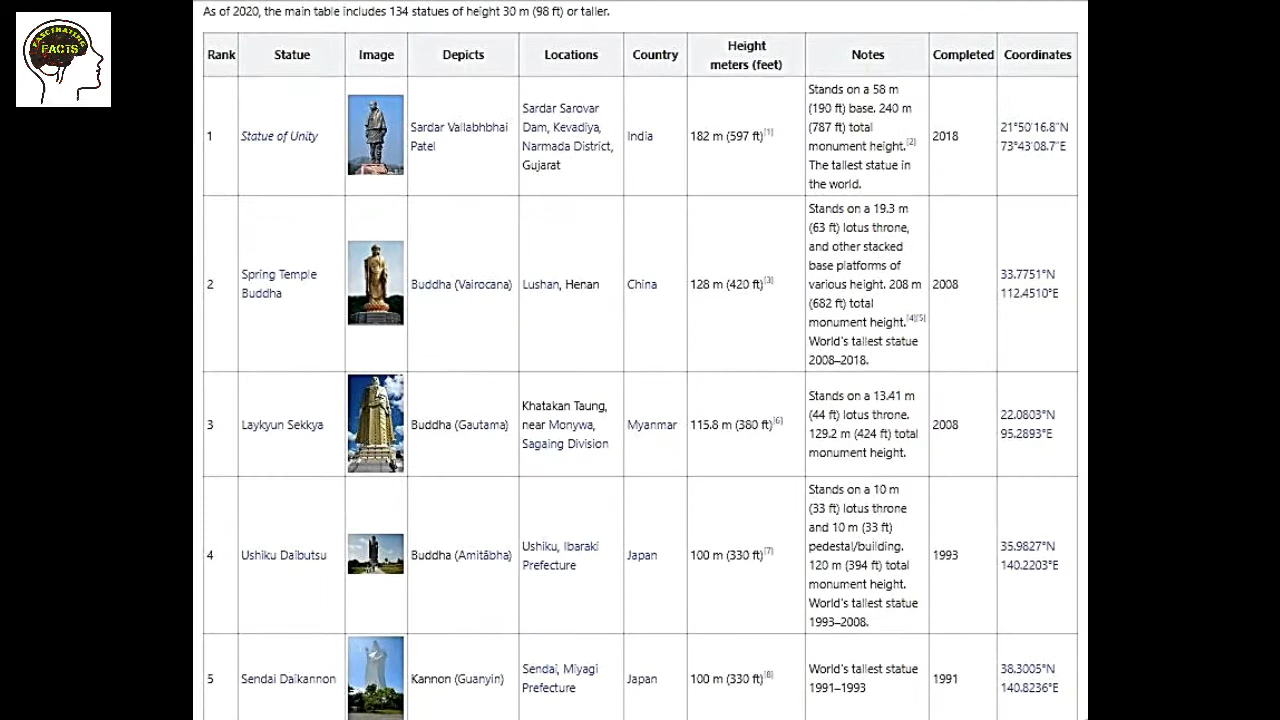 FASCINATING
FACTS
As of 2020, the main table includes 134 statues of height 30 m (98 ft) or taller.
Rank Statue Image Depicts Locations Country Height meters (feet) Notes Completed Coordinates
1
Statue of Unity
Sardar Vallabhbhai
Patel
Sardar Sarovar
Dam, Kevadiya,
Narmada District,
Gujarat
India
182 m (597 ft)[1]
Stands on a 58 m
(190 ft) base. 240 m
(787 ft) total
monument height.[2]
The tallest statue in
the world.
2018
21°50′16.8″N
73°43′08.7″E
2
Spring Temple
Buddha
Buddha (Vairocana)
Lushan, Henan
China
128 m (420 ft)[3]
Stands on a 19.3 m
(63 ft) lotus throne,
and other stacked
base platforms of
various height. 208 m
(682 ft) total
monument height.[4][5]
World's tallest statue
2008–2018.
2008
33.7751°N
112.4510°E
3
Laykyun Sekkya
Buddha (Gautama)
Khatakan Taung,
near Monywa,
Sagaing Division
Myanmar
115.8 m (380 ft)[6]
Stands on a 13.41 m
(44 ft) lotus throne.
129.2 m (424 ft) total
monument height.
2008
22.0803°N
95.2893°E
4
Ushiku Daibutsu
Buddha (Amitābha)
Ushiku, Ibaraki
Prefecture
Japan
100 m (330 ft)[7]
Stands on a 10 m
(33 ft) lotus throne
and 10 m (33 ft)
pedestal/building.
120 m (394 ft) total
monument height.
World's tallest statue
1993–2008.
1993
35.9827°N
140.2203°E
5
Sendai Daikannon
Kannon (Guanyin)
Sendai, Miyagi
Prefecture
Japan
100 m (330 ft)[8]
World's tallest statue
1991–1993
1991
38.3005°N
140.8236°E